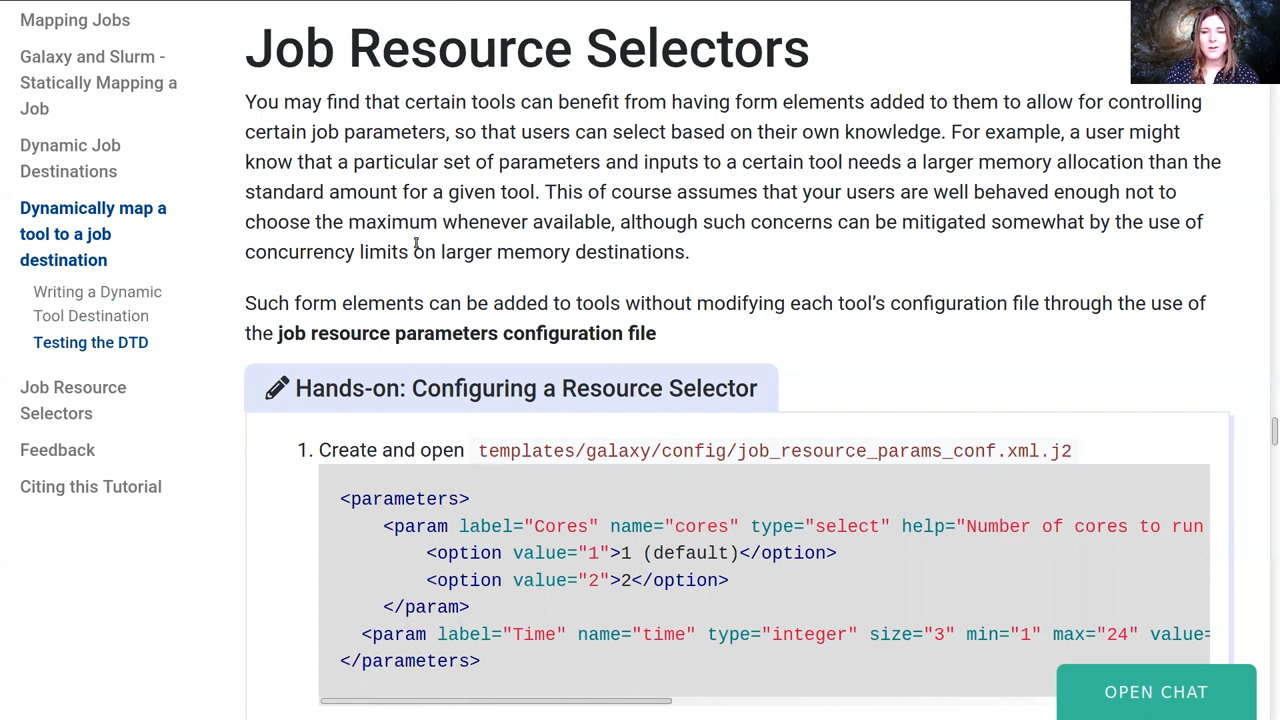 Mapping Jobs
Galaxy and Slurm -
Statically Mapping a
Job
Dynamic Job
Destinations
Dynamically map a
tool to a job
destination
Writing a Dynamic
Tool Destination
Testing the DTD
Job Resource
Selectors
Feedback
Citing this Tutorial
Job Resource Selectors
You may find that certain tools can benefit from having form elements added to them to allow for controlling
certain job parameters, so that users can select based on their own knowledge. For example, a user might
know that a particular set of parameters and inputs to a certain tool needs a larger memory allocation than the
standard amount for a given tool. This of course assumes that your users are well behaved enough not to
choose the maximum whenever available, although such concerns can be mitigated somewhat by the use of
concurrency limits on larger memory destinations.
Such form elements can be added to tools without modifying each tool’s configuration file through the use of
the job resource parameters configuration file
Hands-on: Configuring a Resource Selector
1. Create and open templates/galaxy/config/job_resource_params_conf.xml.j2
<parameters>
<param label="Cores" name="cores" type="select" help="Number of cores to run
<option value="1">1 (default)</option>
<option value="2">2</option>
</param>
<param label="Time" name="time" type="integer" size="3" min="1" max="24" value=
</parameters>
OPEN CHAT